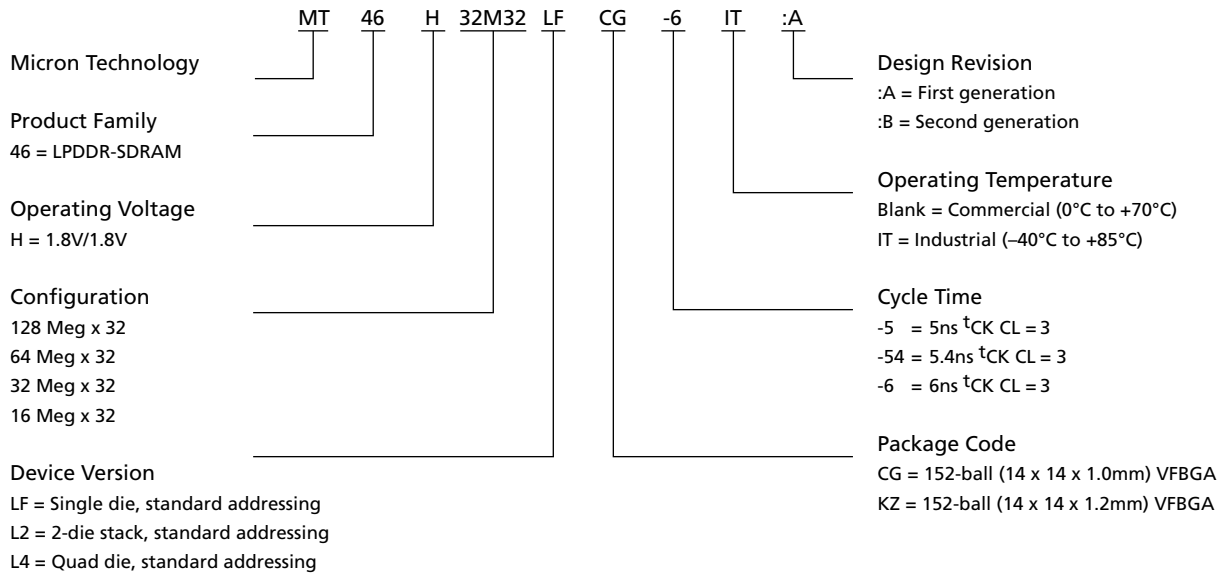 MT 46 H 32M32 LF CG -6 IT :A
Micron Technology
Product Family
46 = LPDDR-SDRAM
Operating Voltage
H = 1.8V/1.8V
Configuration
128 Meg x 32
64 Meg x 32
32 Meg x 32
16 Meg x 32
Device Version
LF = Single die, standard addressing
L2 = 2-die stack, standard addressing
L4 = Quad die, standard addressing
Design Revision
:A = First generation
:B = Second generation
Operating Temperature
Blank = Commercial (0°C to +70°C)
IT = Industrial (–40°C to +85°C)
Cycle Time
-5 = 5ns tCK CL = 3
-54 = 5.4ns tCK CL = 3
-6 = 6ns tCK CL = 3
Package Code
CG = 152-ball (14 x 14 x 1.0mm) VFBGA
KZ = 152-ball (14 x 14 x 1.2mm) VFBGA